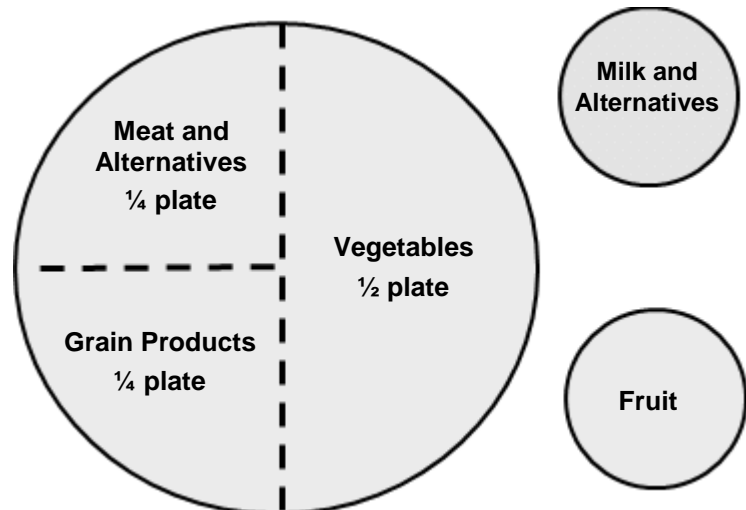 Meat and
Alternatives
¼ plate
Vegetables
½ plate
Grain Products
¼ plate
Milk and
Alternatives
Fruit